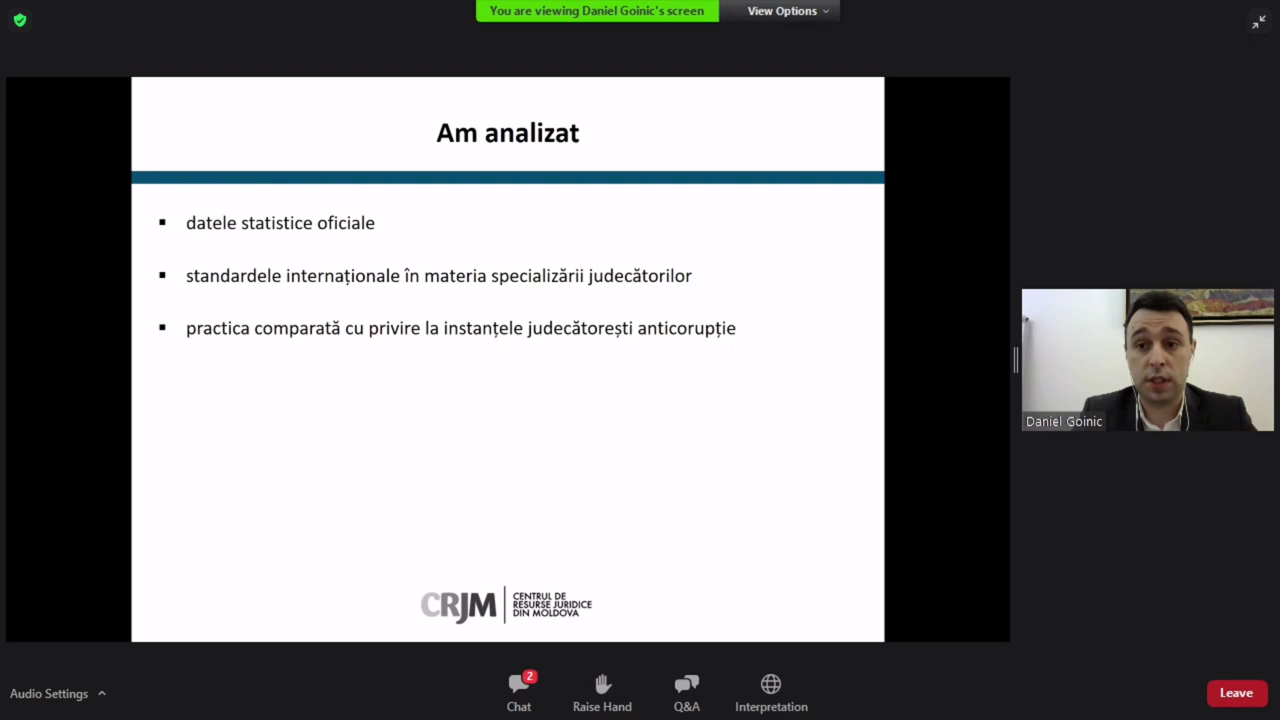 You are viewing Daniel Goinic's screen
View Options
Am analizat
▪ datele statistice oficiale
▪ standardele internaționale în materia specializării judecătorilor
▪ practica comparată cu privire la instanțele judecătorești anticorupție
CRJM
CENTRUL DE
RESURSE JURIDICE
DIN MOLDOVA
Daniel Goinic
Audio Settings
2
Chat
Raise Hand
Q&A
Interpretation
Leave